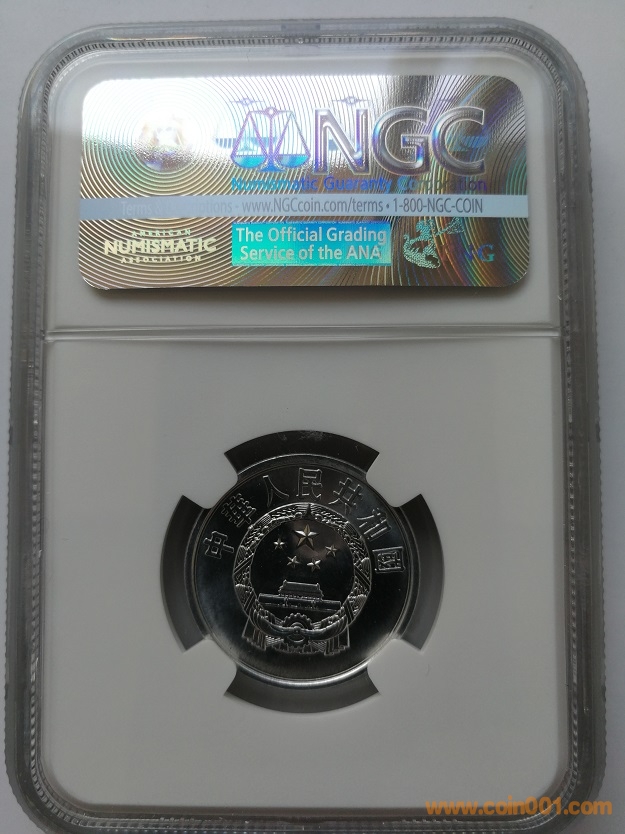 NGC
Numismatic Guaranty Corporation
www.NGCcoin.com/terms • 1-800-NGC-COIN
AMERICAN
NUMISMATIC
ASSOCIATION
The Official Grading
Service of the ANA
中華人民共和國
www.coin001.com